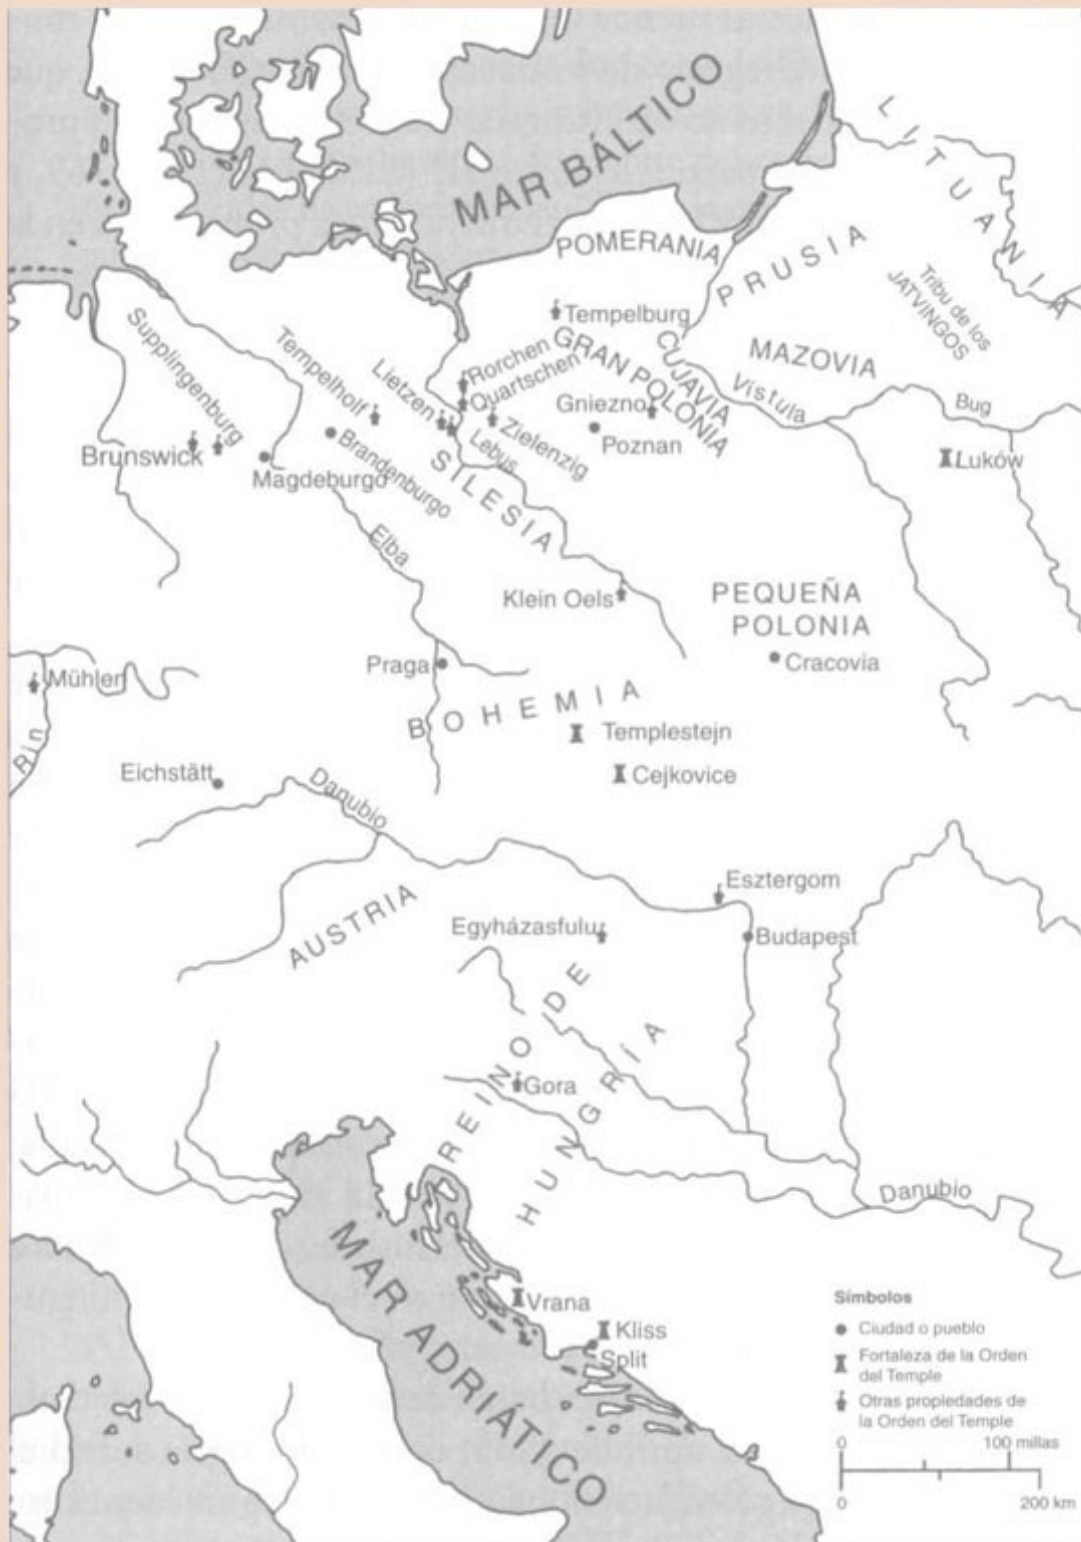 MAR BÁLTICO
LITUANIA
POMERANIA
PRUSIA
Tribu de los
JATVINGOS
Tempelburg
Supplingenburg
Tempelhof
Lietzen
Rorchen
Quartschen
GRAN POLONIA
CUJAVIA
MAZOVIA
Vístula
Bug
Gniezno
Poznan
Zielenzig
Lebus
Luków
Brunswick
Magdeburgo
Brandenburgo
SILESIA
Elba
Klein Oels
PEQUEÑA
POLONIA
Cracovia
Praga
Mühlen
Rin
BOHEMIA
Templestejn
Cejkovice
Eichstätt
Danubio
AUSTRIA
Esztergom
Egyházasfulu
Budapest
REINO DE
HUNGRÍA
Gora
Danubio
MAR ADRIÁTICO
Vrana
Kliss
Split
Símbolos
Ciudad o pueblo
Fortaleza de la Orden
del Temple
Otras propiedades de
la Orden del Temple
0 100 millas
0 200 km